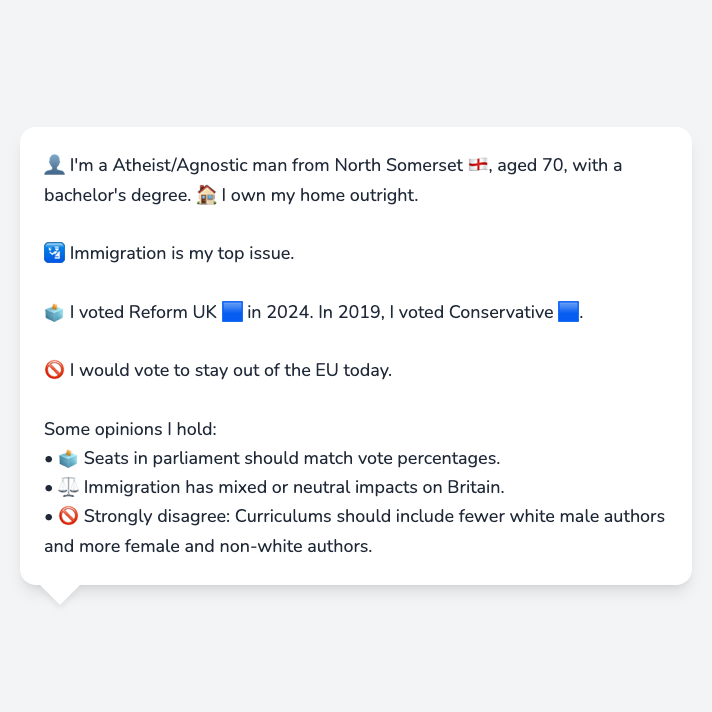 👤 I'm a Atheist/Agnostic man from North Somerset 🏴󠁧󠁢󠁥󠁮󠁧󠁿, aged 70, with a
bachelor's degree. 🏠 I own my home outright.
🛂 Immigration is my top issue.
🗳️ I voted Reform UK 🟦 in 2024. In 2019, I voted Conservative 🟦.
🚫 I would vote to stay out of the EU today.
Some opinions I hold:
• 🗳️ Seats in parliament should match vote percentages.
• ⚖️ Immigration has mixed or neutral impacts on Britain.
• 🚫 Strongly disagree: Curriculums should include fewer white male authors
and more female and non-white authors.